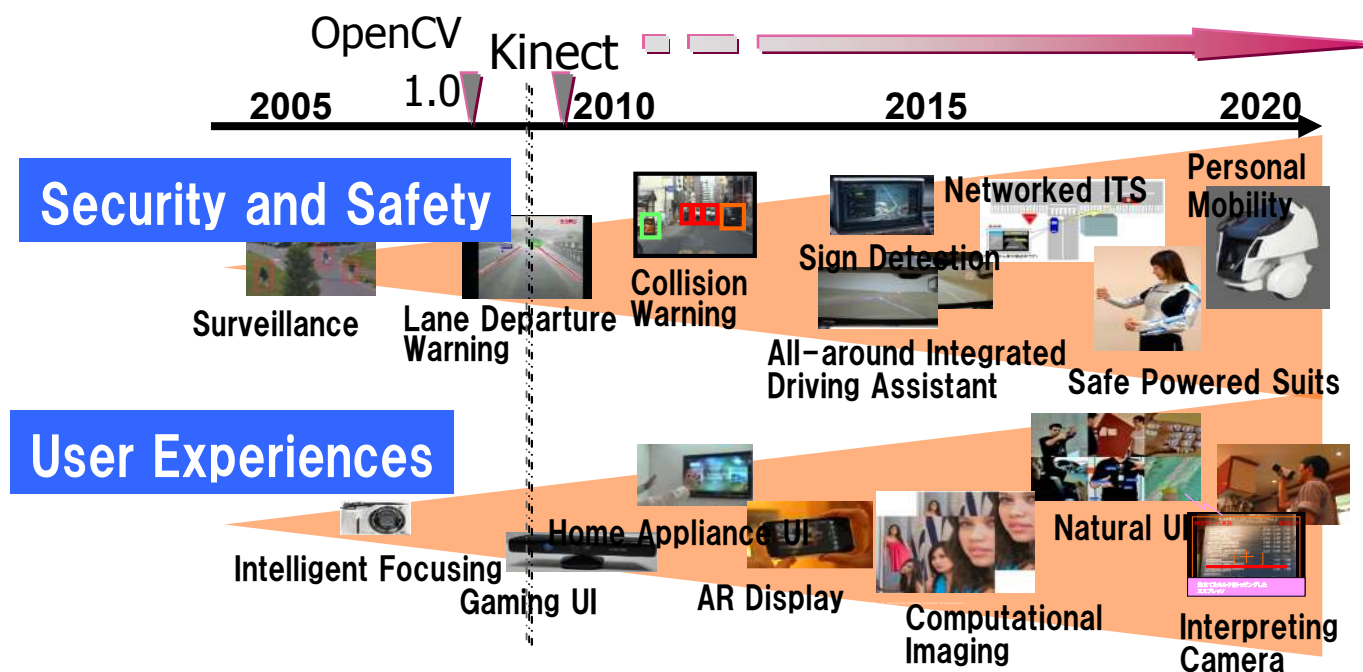 OpenCV
1.0
Kinect
2005
2010
2015
2020
Security and Safety
Surveillance
Lane Departure
Warning
Collision
Warning
Sign Detection
Networked ITS
Personal
Mobility
All-around Integrated
Driving Assistant
Safe Powered Suits
User Experiences
Intelligent Focusing
Gaming UI
Home Appliance UI
AR Display
Computational
Imaging
Natural UI
Interpreting
Camera